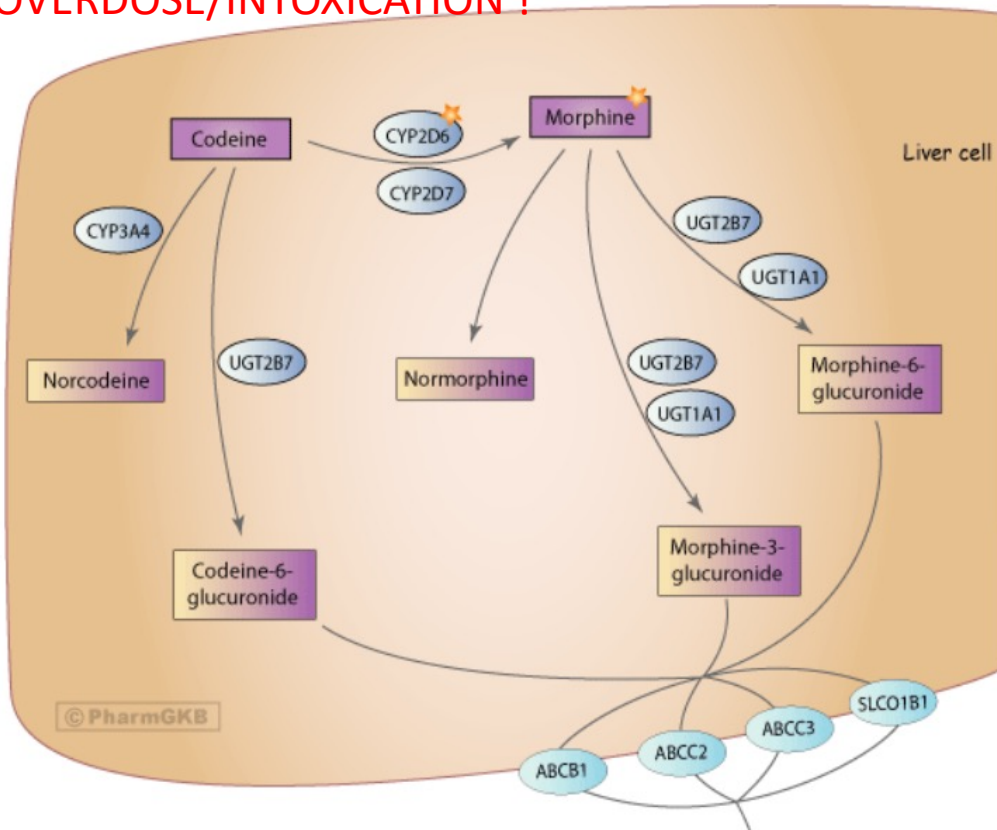 OVERDOSE/INTOXICATION !
Codeine
CYP2D6
CYP2D7
Morphine
Liver cell
CYP3A4
UGT2B7
UGT1A1
Norcodeine
UGT2B7
Normorphine
UGT2B7
UGT1A1
Morphine-6-
glucuronide
Codeine-6-
glucuronide
Morphine-3-
glucuronide
© PharmGKB
ABCB1
ABCC2
ABCC3
SLCO1B1